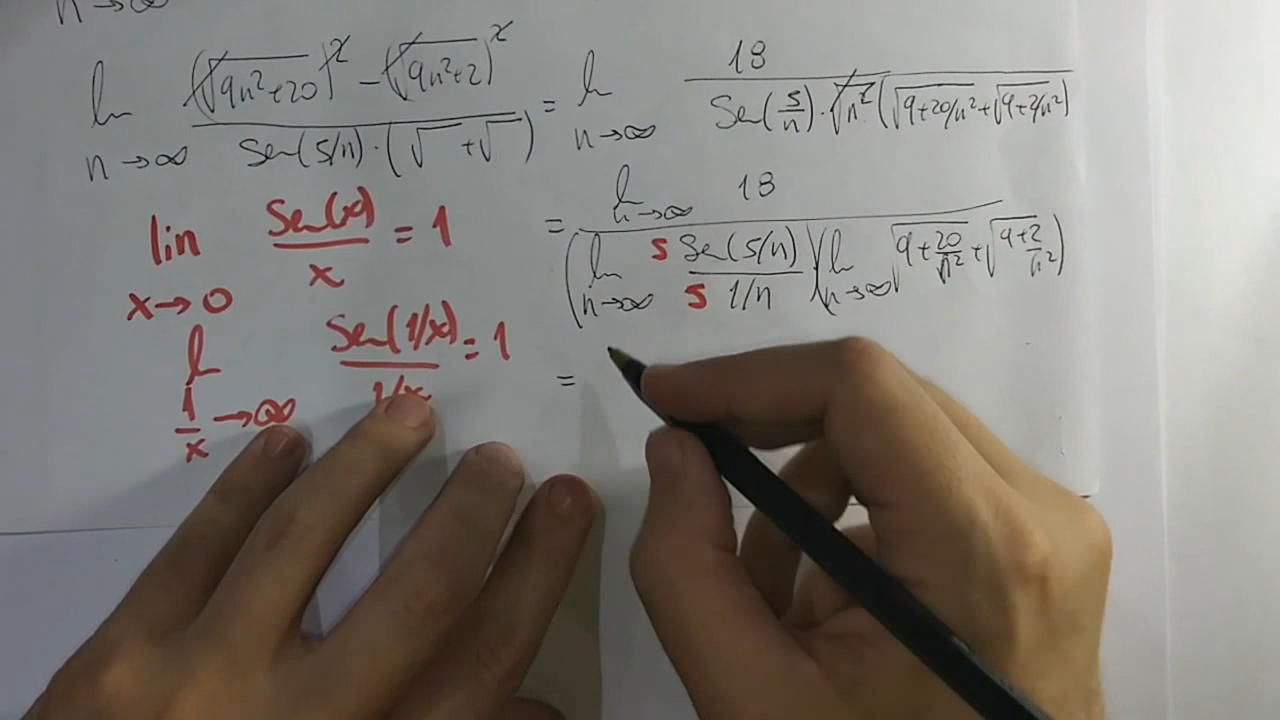 n→∞
lim n→∞ ((√9n²+20)² − (√9n²+2)²) / (Sen(5/n)·(√ + √)) = lim n→∞ 18 / (Sen(5/n)·√n² (√9+20/n² + √9+2/n²))
lim x→0 Sen(x)/x = 1
= lim n→∞ 18 / (lim n→∞ 5 Sen(5/n) / 5 1/n)(lim n→∞ √9+20/n² + √9+2/n²)
lim 1/x→∞ Sen(1/x)/1/x = 1
=